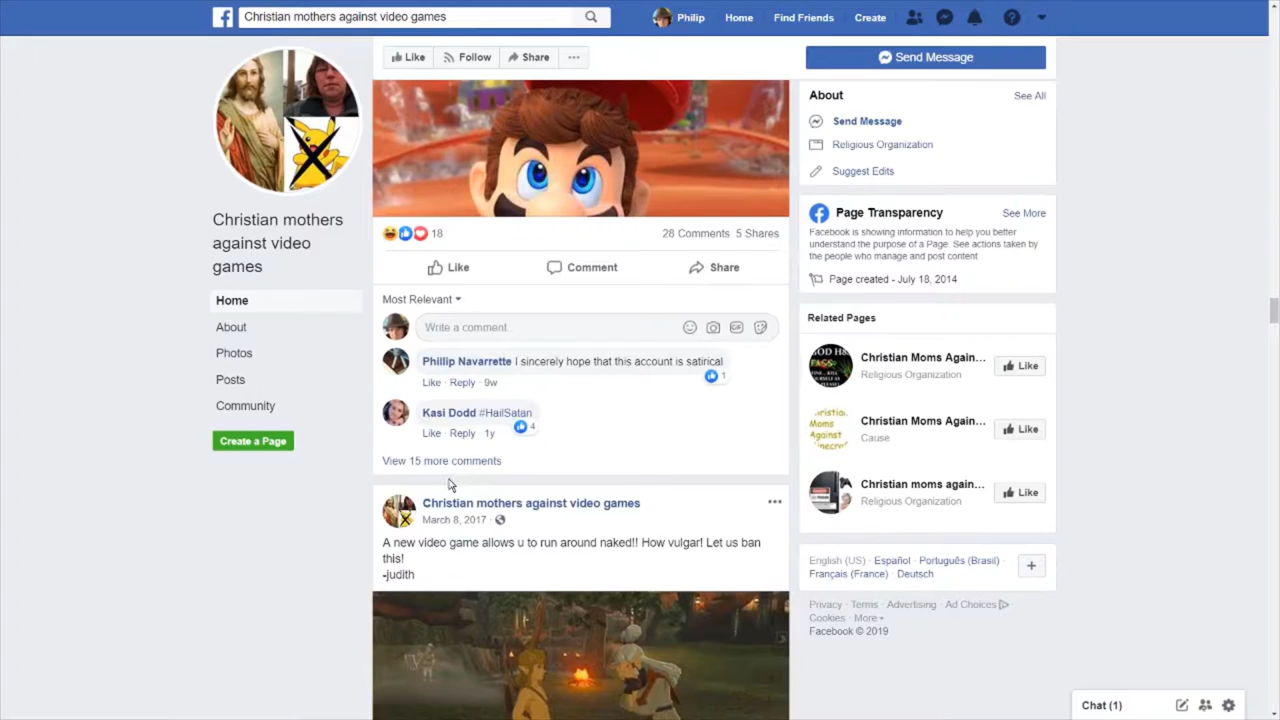 Christian mothers against video games
Philip
Home
Find Friends
Create
Like
Follow
Share
Send Message
Christian mothers
against video
games
Home
About
Photos
Posts
Community
Create a Page
18
28 Comments 5 Shares
Like
Comment
Share
Most Relevant
Write a comment..
Phillip Navarrette I sincerely hope that this account is satirical
1
Like · Reply · 9w
Kasi Dodd #HailSatan
4
Like · Reply · 1y
View 15 more comments
Christian mothers against video games
March 8, 2017 ·
A new video game allows u to run around naked!! How vulgar! Let us ban
this!
-judith
About
See All
Send Message
Religious Organization
Suggest Edits
Page Transparency
See More
Facebook is showing information to help you better
understand the purpose of a Page. See actions taken by
the people who manage and post content
Page created - July 18, 2014
Related Pages
Christian Moms Again...
Religious Organization
Like
Christian Moms Again...
Cause
Like
Christian moms again...
Religious Organization
Like
English (US) · Español · Português (Brasil) ·
Français (France) · Deutsch
Privacy · Terms · Advertising · Ad Choices
Cookies · More
Facebook © 2019
Chat (1)